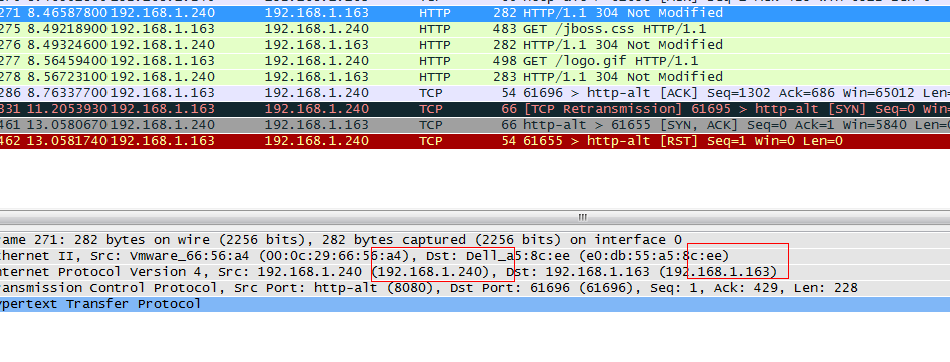 271 8.46587800 192.168.1.240 192.168.1.163 HTTP 282 HTTP/1.1 304 Not Modified
275 8.49218900 192.168.1.163 192.168.1.240 HTTP 483 GET /jboss.css HTTP/1.1
276 8.49324600 192.168.1.240 192.168.1.163 HTTP 282 HTTP/1.1 304 Not Modified
277 8.56459400 192.168.1.163 192.168.1.240 HTTP 498 GET /logo.gif HTTP/1.1
278 8.56723100 192.168.1.240 192.168.1.163 HTTP 283 HTTP/1.1 304 Not Modified
286 8.76337700 192.168.1.163 192.168.1.240 TCP 54 61696 > http-alt [ACK] Seq=1302 Ack=686 Win=65012 Len=
331 11.2053930 192.168.1.163 192.168.1.240 TCP 66 [TCP Retransmission] 61695 > http-alt [SYN] Seq=0 Win=
461 13.0580670 192.168.1.240 192.168.1.163 TCP 66 http-alt > 61655 [SYN, ACK] Seq=0 Ack=1 Win=5840 Len=
462 13.0581740 192.168.1.163 192.168.1.240 TCP 54 61655 > http-alt [RST] Seq=1 Win=0 Len=0
rame 271: 282 bytes on wire (2256 bits), 282 bytes captured (2256 bits) on interface 0
thernet II, Src: Vmware_66:56:a4 (00:0c:29:66:56:a4), Dst: Dell_a5:8c:ee (e0:db:55:a5:8c:ee)
nternet Protocol Version 4, Src: 192.168.1.240 (192.168.1.240), Dst: 192.168.1.163 (192.168.1.163)
ransmission Control Protocol, Src Port: http-alt (8080), Dst Port: 61696 (61696), Seq: 1, Ack: 429, Len: 228
ypertext Transfer Protocol